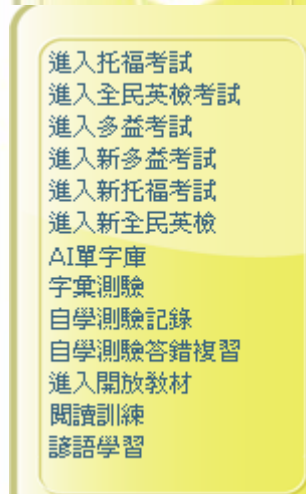 進入托福考試
進入全民英檢考試
進入多益考試
進入新多益考試
進入新托福考試
進入新全民英檢
AI單字庫
字彙測驗
自學測驗記錄
自學測驗答錯複習
進入開放教材
閱讀訓練
諺語學習